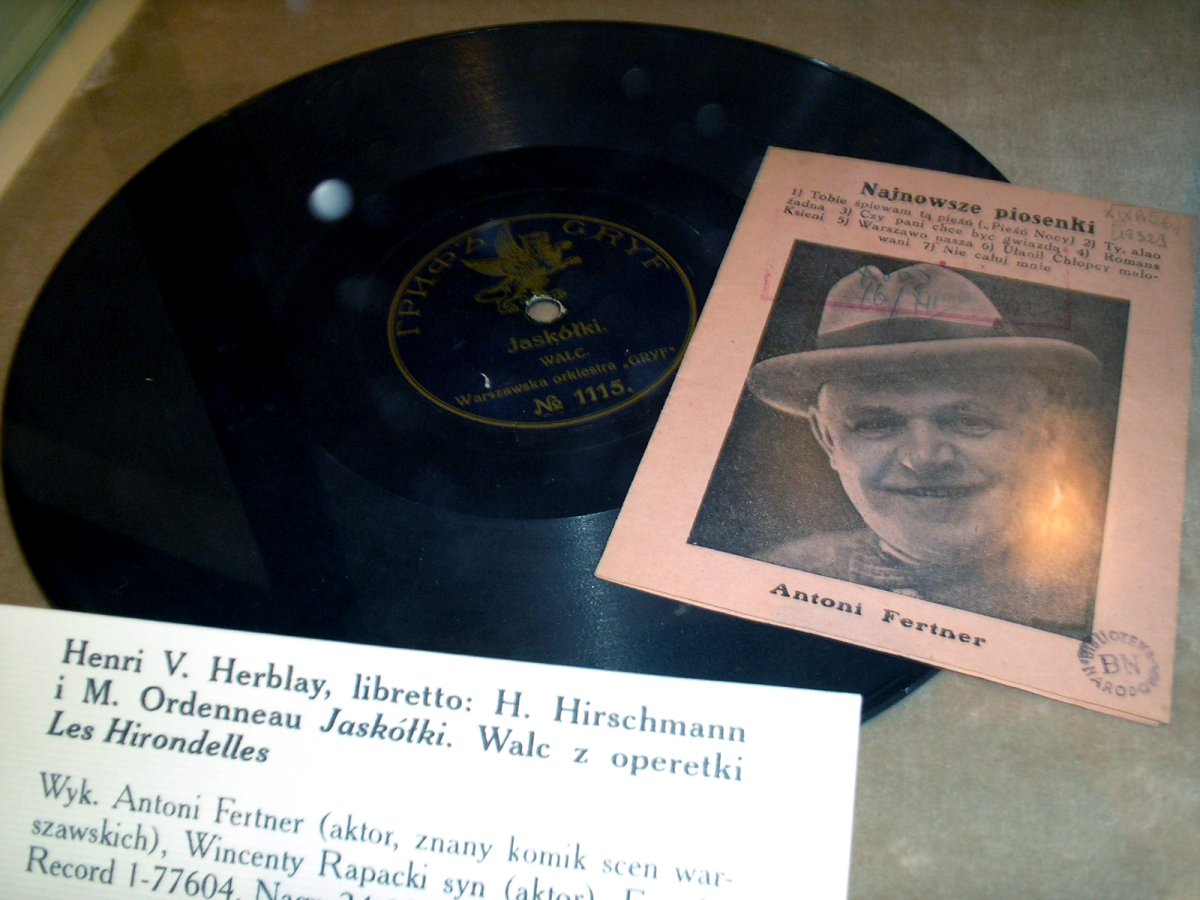 ГРИФЪ GRYF
Jaskółki.
WALC.
Warszawska orkiestra „GRYF“
№ 1115.
Najnowsze piosenki
1) Tobie śpiewam tą pieśń („Pieśń Nocy) 2) Ty, alao
żadna 3) Czy pani chce być gwiazdą 4) Romans
Ksieni 5) Warszawo nasza 6) Ułani! Chłopcy malo-
wani 7) Nie całuj mnie
[1932]
Antoni Fertner
BN
Henri V. Herblay, libretto: H. Hirschmann
i M. Ordenneau Jaskółki. Walc z operetki
Les Hirondelles
Wyk. Antoni Fertner (aktor, znany komik scen war-
szawskich), Wincenty Rapacki syn (aktor),
Record 1-77604.